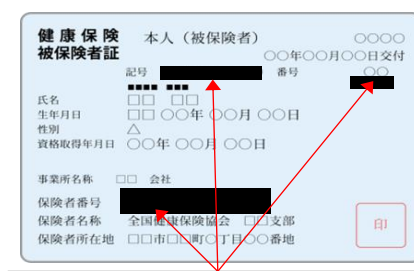 健康保険 本人（被保険者） ○○○○
被保険者証 ○○年○○月○○日交付
記号 番号 ○○
■■■■ ■■■
氏名 □□ □□
生年月日 □□ ○○年 ○○月 ○○日
性別 △
資格取得年月日 ○○年 ○○月 ○○日
事業所名称 □□ 会社
保険者番号
保険者名称 全国健康保険協会 □□支部
保険者所在地 □□市□□町○丁目○○番地
印